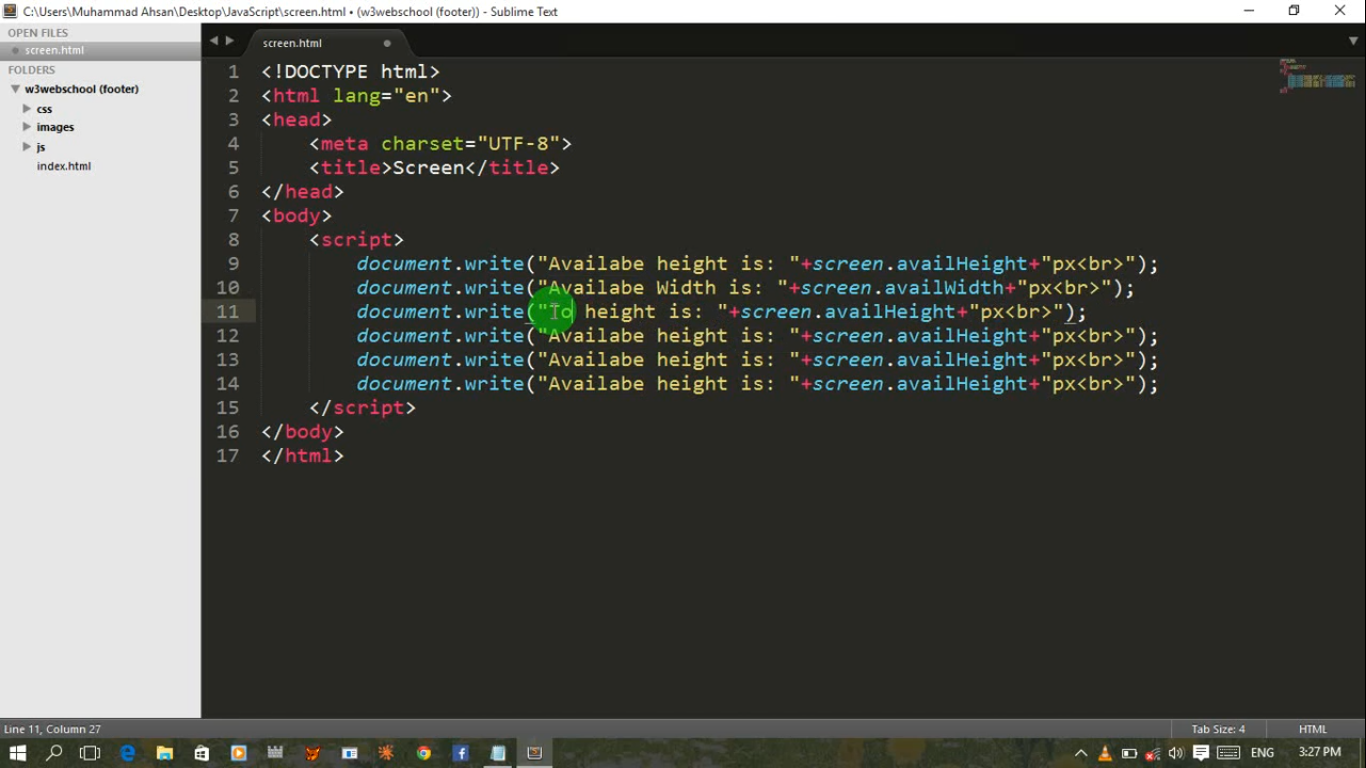 C:\Users\Muhammad Ahsan\Desktop\JavaScript\screen.html • (w3webschool (footer)) - Sublime Text
OPEN FILES
screen.html
FOLDERS
w3webschool (footer)
css
images
js
index.html
screen.html
1 <!DOCTYPE html>
2 <html lang="en">
3 <head>
4 <meta charset="UTF-8">
5 <title>Screen</title>
6 </head>
7 <body>
8 <script>
9 document.write("Availabe height is: "+screen.availHeight+"px<br>");
10 document.write("Availabe Width is: "+screen.availWidth+"px<br>");
11 document.write("To height is: "+screen.availHeight+"px<br>");
12 document.write("Availabe height is: "+screen.availHeight+"px<br>");
13 document.write("Availabe height is: "+screen.availHeight+"px<br>");
14 document.write("Availabe height is: "+screen.availHeight+"px<br>");
15 </script>
16 </body>
17 </html>
Line 11, Column 27
Tab Size: 4
HTML
ENG
3:27 PM